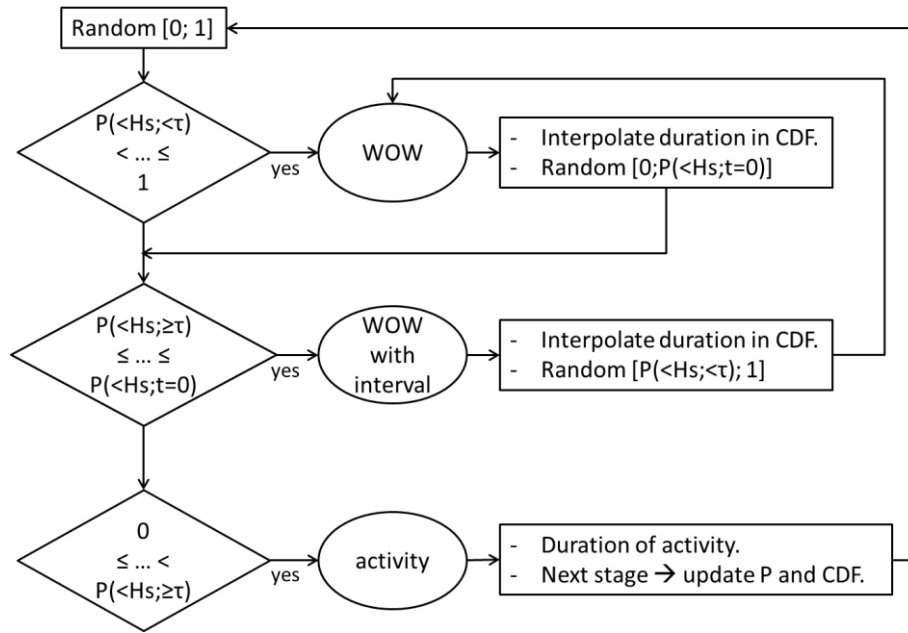 Random [0; 1]
P(<Hs;<τ)
< ... ≤
1
yes
WOW
- Interpolate duration in CDF.
- Random [0;P(<Hs;t=0)]
P(<Hs;≥τ)
≤ ... ≤
P(<Hs;t=0)
yes
WOW
with
interval
- Interpolate duration in CDF.
- Random [P(<Hs;<τ); 1]
0
≤ ... <
P(<Hs;≥τ)
yes
activity
- Duration of activity.
- Next stage → update P and CDF.